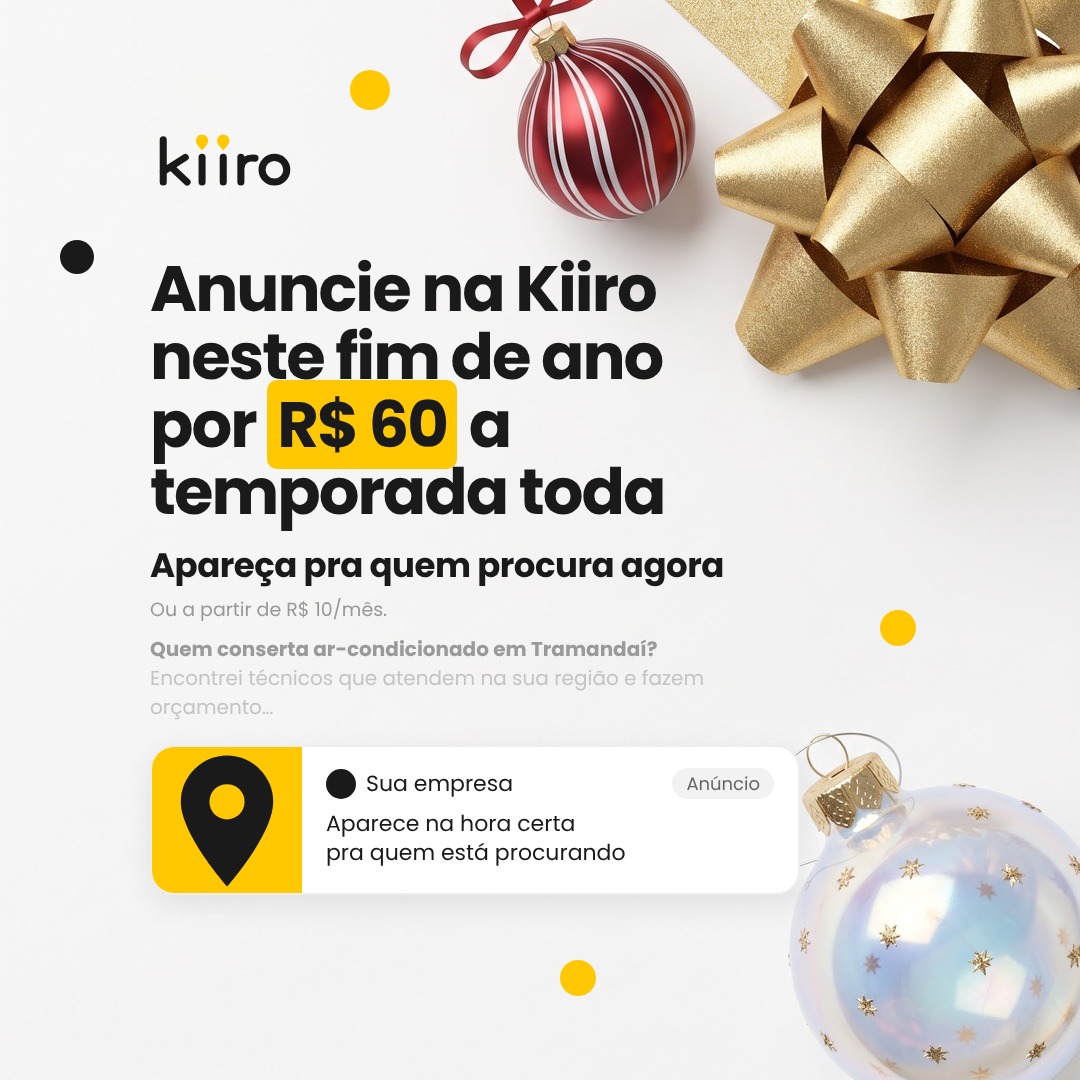 kiiro
Anuncie na Kiiro
neste fim de ano
por R$ 60 a
temporada toda
Apareça pra quem procura agora
Ou a partir de R$ 10/mês.
Quem conserta ar-condicionado em Tramandaí?
Encontrei técnicos que atendem na sua região e fazem
orçamento...
Sua empresa
Anúncio
Aparece na hora certa
pra quem está procurando